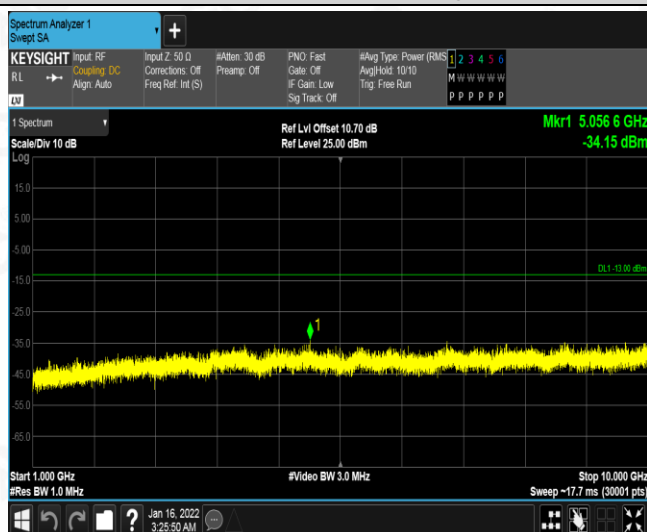 Spectrum Analyzer 1
Swept SA
+
KEYSIGHT Input: RF Input Z: 50 Ω #Atten: 30 dB PNO: Fast #Avg Type: Power (RMS 1 2 3 4 5 6
RL Coupling: DC Corrections: Off Preamp: Off Gate: Off Avg|Hold: 10/10 M W W W W W
Align: Auto Freq Ref: Int (S) IF Gain: Low Trig: Free Run
Sig Track: Off P P P P P P
LXI
1 Spectrum Ref Lvl Offset 10.70 dB Mkr1 5.056 6 GHz
Scale/Div 10 dB Ref Level 25.00 dBm -34.15 dBm
Log
15.0
5.00
-5.00
DL1 -13.00 dBm
-15.0
-25.0
1
-35.0
-45.0
-55.0
-65.0
Start 1.000 GHz #Video BW 3.0 MHz Stop 10.000 GHz
#Res BW 1.0 MHz Sweep ~17.7 ms (30001 pts)
? Jan 16, 2022
3:25:50 AM